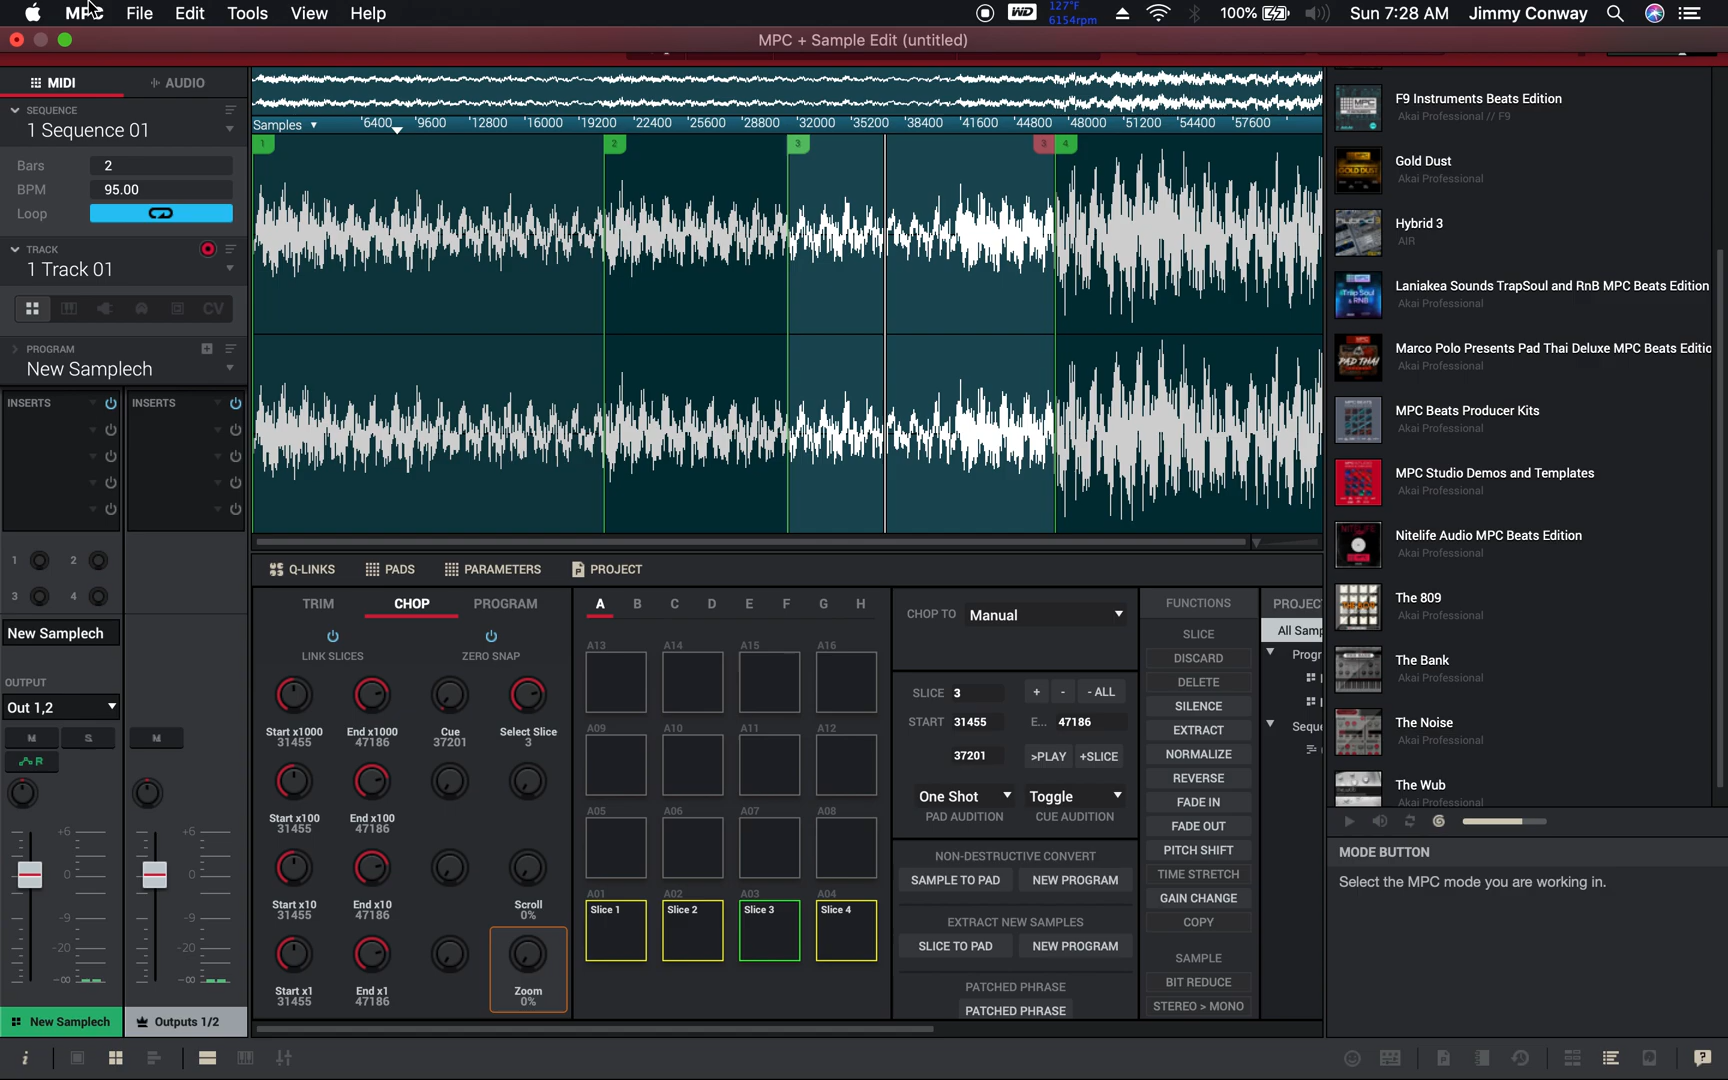 MPC File Edit Tools View Help
WD 127°F 6154rpm 100% Sun 7:28 AM Jimmy Conway
MPC + Sample Edit (untitled)
MIDI AUDIO
SEQUENCE
1 Sequence 01
Bars 2
BPM 95.00
Loop
TRACK
1 Track 01
CV
PROGRAM
New Samplech
INSERTS INSERTS
1 2
3 4
New Samplech
OUTPUT
Out 1,2
M S M
R
+6 +6
0 0
-9 -9
-20 -20
-∞ -∞
New Samplech Outputs 1/2
Samples '6400 '9600 '12800 '16000 '19200 '22400 '25600 '28800 '32000 '35200 '38400 '41600 '44800 '48000 '51200 '54400 '57600
1 2 3 3 4
Q-LINKS PADS PARAMETERS PROJECT
TRIM CHOP PROGRAM
LINK SLICES ZERO SNAP
Start x1000 End x1000 Cue Select Slice
31455 47186 37201 3
Start x100 End x100
31455 47186
Start x10 End x10 Scroll
31455 47186 0%
Start x1 End x1 Zoom
31455 47186 0%
A B C D E F G H
A13 A14 A15 A16
A09 A10 A11 A12
A05 A06 A07 A08
A01 A02 A03 A04
Slice 1 Slice 2 Slice 3 Slice 4
CHOP TO Manual
SLICE 3 + - - ALL
START 31455 E... 47186
37201 >PLAY +SLICE
One Shot Toggle
PAD AUDITION CUE AUDITION
NON-DESTRUCTIVE CONVERT
SAMPLE TO PAD NEW PROGRAM
EXTRACT NEW SAMPLES
SLICE TO PAD NEW PROGRAM
PATCHED PHRASE
PATCHED PHRASE
FUNCTIONS
SLICE
DISCARD
DELETE
SILENCE
EXTRACT
NORMALIZE
REVERSE
FADE IN
FADE OUT
PITCH SHIFT
TIME STRETCH
GAIN CHANGE
COPY
SAMPLE
BIT REDUCE
STEREO > MONO
PROJEC
All Samp
Progr
Seque
F9 Instruments Beats Edition
Akai Professional // F9
Gold Dust
Akai Professional
Hybrid 3
AIR
Laniakea Sounds TrapSoul and RnB MPC Beats Edition
Akai Professional
Marco Polo Presents Pad Thai Deluxe MPC Beats Editio
Akai Professional
MPC Beats Producer Kits
Akai Professional
MPC Studio Demos and Templates
Akai Professional
Nitelife Audio MPC Beats Edition
Akai Professional
The 809
Akai Professional
The Bank
Akai Professional
The Noise
Akai Professional
The Wub
Akai Professional
MODE BUTTON
Select the MPC mode you are working in.